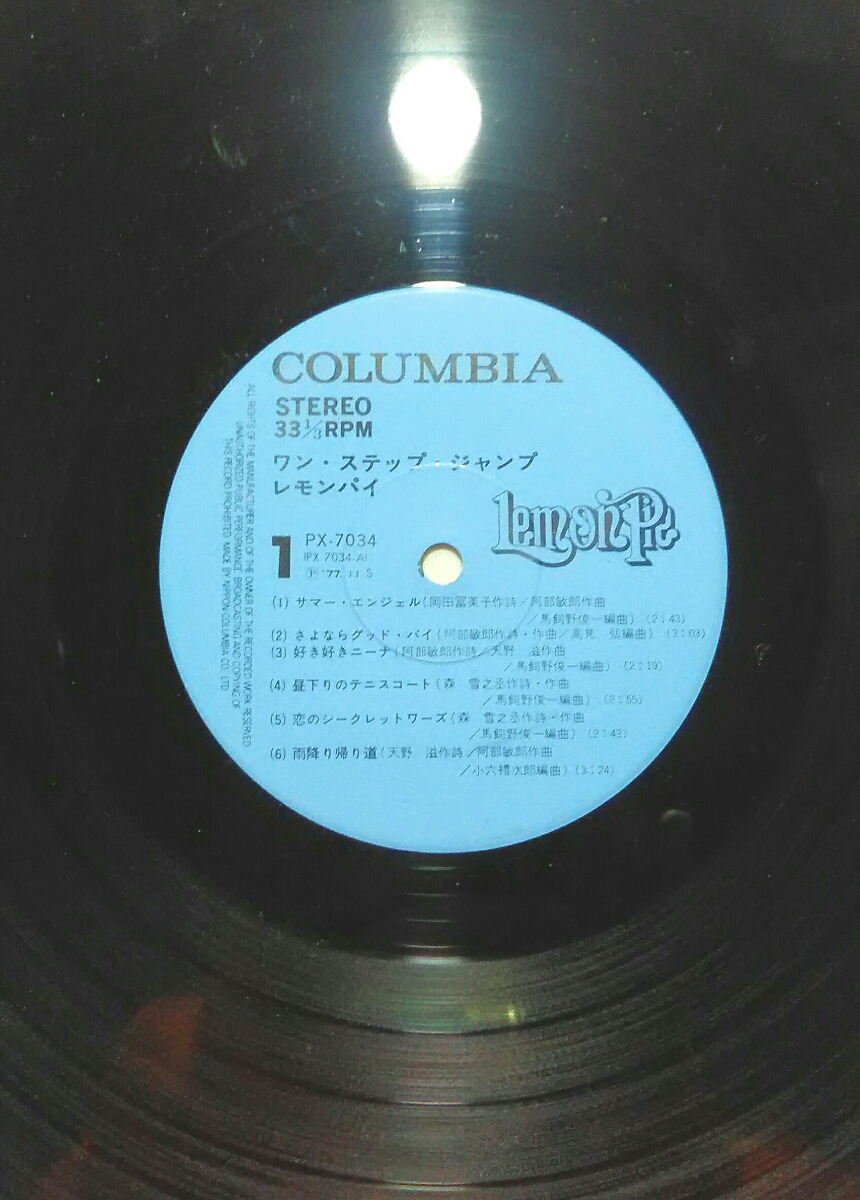 COLUMBIA
STEREO
33 1/3 RPM
ワン・ステップ・ジャンプ
レモンパイ
Lemon Pie
1
PX-7034
(PX 7034-A)
Ⓟ '77. 11 S
(1) サマー・エンジェル(岡田冨美子作詩/阿部敏郎作曲
/馬飼野俊一編曲) (2:43)
(2) さよならグッド・バイ(阿部敏郎作詩・作曲/高見 弘編曲) (3:03)
(3) 好き好きニーナ(阿部敏郎作詩/天野 滋作曲
/馬飼野俊一編曲) (2:19)
(4) 昼下りのテニスコート(森 雪之丞作詩・作曲
/馬飼野俊一編曲) (2:55)
(5) 恋のシークレットワーズ(森 雪之丞作詩・作曲
/馬飼野俊一編曲) (2:43)
(6) 雨降り帰り道(天野 滋作詩/阿部敏郎作曲
/小六禮次郎編曲) (3:24)
ALL RIGHTS OF THE MANUFACTURER AND OF THE OWNER OF THE RECORDED WORK RESERVED
UNAUTHORIZED PUBLIC PERFORMANCE BROADCASTING AND COPYING OF
THIS RECORD PROHIBITED. MADE BY NIPPON COLUMBIA CO. LTD.